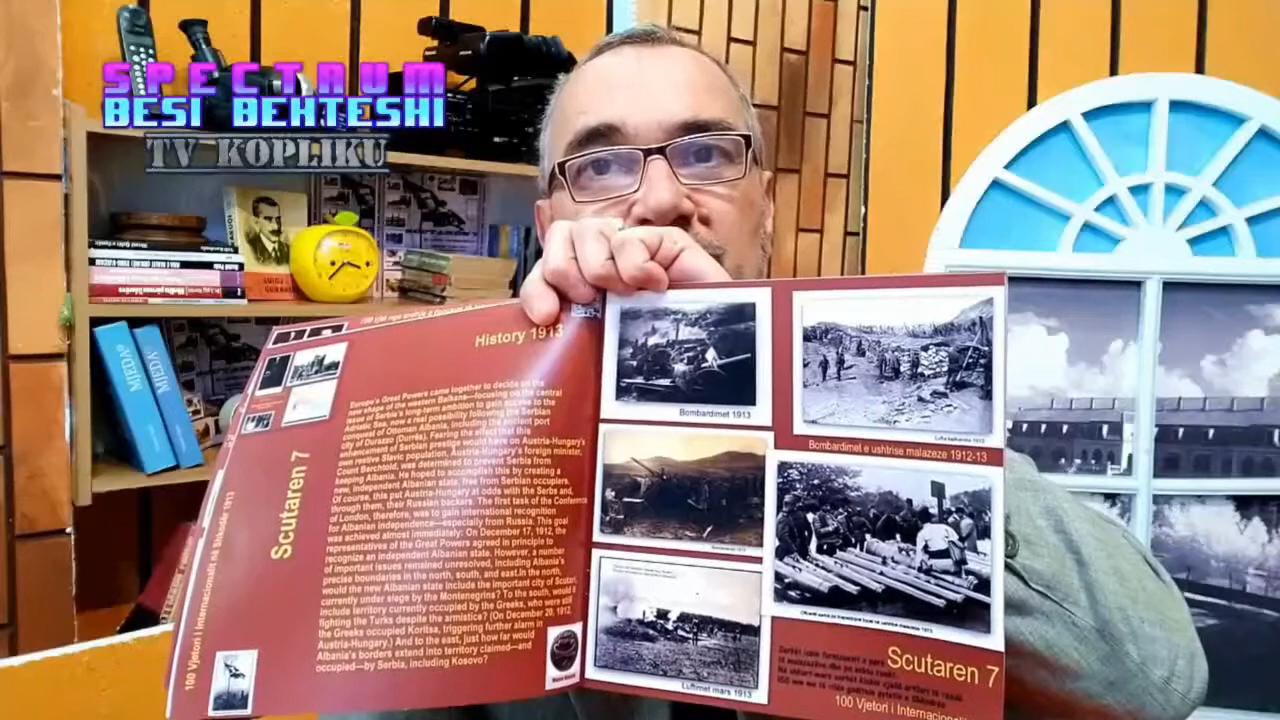 SPECTRUM
BESI BEHTESHI
TV KOPLIKU
MJEDA
MJEDA
History 1913
Scutaren 7
100 Vjetori i Internacionalit në Shkodër 1913
Europe's Great Powers came together to decide on the
new shape of the western Balkans—focusing on the central
issue of Serbia's long-term ambition to gain access to the
Adriatic Sea, now a real possibility following the Serbian
conquest of Ottoman Albania, including the ancient port
city of Durazzo (Durrës). Fearing the effect that this
enhancement of Serbian prestige would have on Austria-Hungary's
own restive Slavic population, Austria-Hungary's foreign minister,
Count Berchtold, was determined to prevent Serbia from
keeping Albania. He hoped to accomplish this by creating a
new, independent Albanian state, free from Serbian occupiers.
Of course, this put Austria-Hungary at odds with the Serbs and,
through them, their Russian backers. The first task of the Conference
of London, therefore, was to gain international recognition
for Albanian independence—especially from Russia. This goal
was achieved almost immediately: On December 17, 1912, the
representatives of the Great Powers agreed in principle to
recognize an independent Albanian state. However, a number
of important issues remained unresolved, including Albania's
precise boundaries in the north, south, and east.In the north,
would the new Albanian state include the important city of Scutari,
currently under siege by the Montenegrins? To the south, would it
include territory currently occupied by the Greeks, who were still
fighting the Turks despite the armistice? (On December 20, 1912,
the Greeks occupied Koritsa, triggering further alarm in
Austria-Hungary.) And to the east, just how far would
Albania's borders extend into territory claimed—and
occupied—by Serbia, including Kosovo?
Bombardimet 1913
Bombardimet e ushtrise malazeze 1912-13
Luftimet mars 1913
Scutaren 7
100 Vjetori i Internacionali